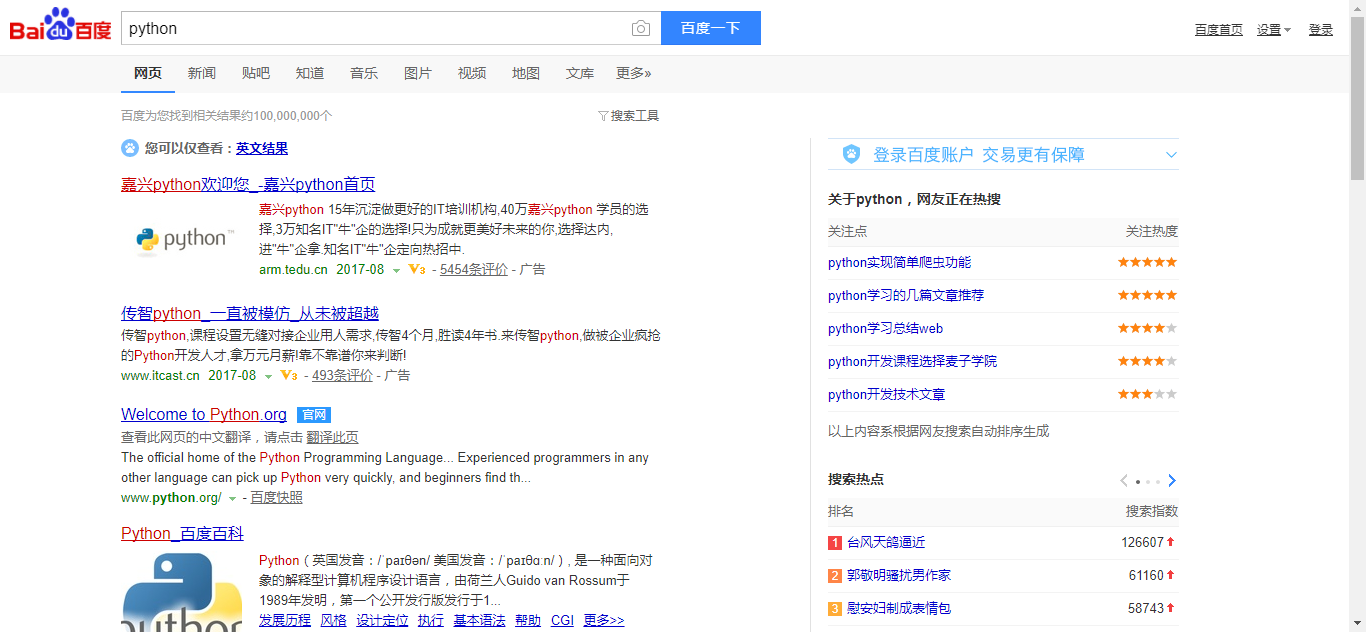 Bai du 百度 python 百度一下 百度首页 设置 登录
网页 新闻 贴吧 知道 音乐 图片 视频 地图 文库 更多»
百度为您找到相关结果约100,000,000个 搜索工具
您可以仅查看：英文结果
嘉兴python欢迎您_-嘉兴python首页
python™
嘉兴python 15年沉淀做更好的IT培训机构,40万嘉兴python 学员的选
择,3万知名IT"牛"企的选择!只为成就更美好未来的你,选择达内,
进"牛"企拿.知名IT"牛"企定向热招中.
arm.tedu.cn 2017-08 V3 - 5454条评价 - 广告
传智python_一直被模仿_从未被超越
传智python,课程设置无缝对接企业用人需求,传智4个月,胜读4年书.来传智python,做被企业疯抢
的Python开发人才,拿万元月薪!靠不靠谱你来判断!
www.itcast.cn 2017-08 V3 - 493条评价 - 广告
Welcome to Python.org 官网
查看此网页的中文翻译，请点击 翻译此页
The official home of the Python Programming Language... Experienced programmers in any
other language can pick up Python very quickly, and beginners find th...
www.python.org/ - 百度快照
Python_百度百科
python
Python（英国发音：/ˈpaɪθən/ 美国发音：/ˈpaɪθɑːn/）, 是一种面向对
象的解释型计算机程序设计语言，由荷兰人Guido van Rossum于
1989年发明，第一个公开发行版发行于1...
发展历程 风格 设计定位 执行 基本语法 帮助 CGI 更多>>
登录百度账户 交易更有保障
关于python，网友正在热搜
关注点 关注热度
python实现简单爬虫功能
python学习的几篇文章推荐
python学习总结web
python开发课程选择麦子学院
python开发技术文章
以上内容系根据网友搜索自动排序生成
搜索热点
排名 搜索指数
1 台风天鸽逼近 126607
2 郭敬明骚扰男作家 61160
3 慰安妇制成表情包 58743